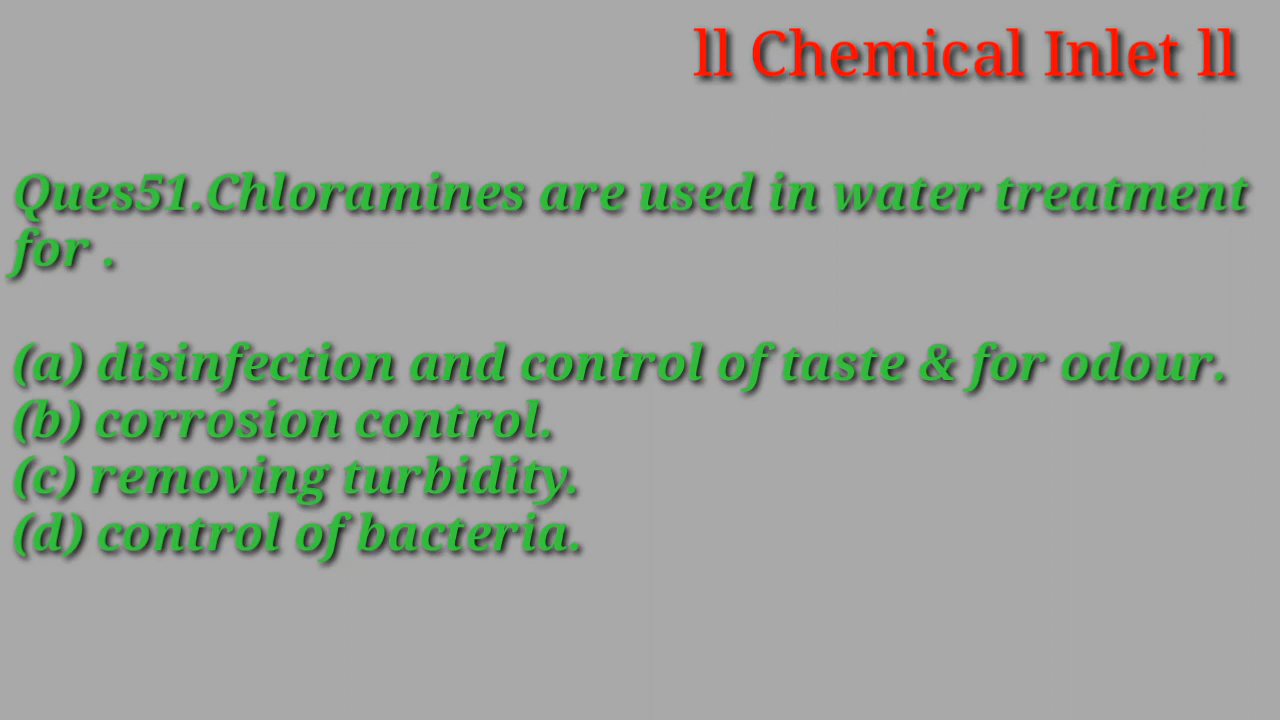 ll Chemical Inlet ll
Ques51.Chloramines are used in water treatment
for .
(a) disinfection and control of taste & for odour.
(b) corrosion control.
(c) removing turbidity.
(d) control of bacteria.